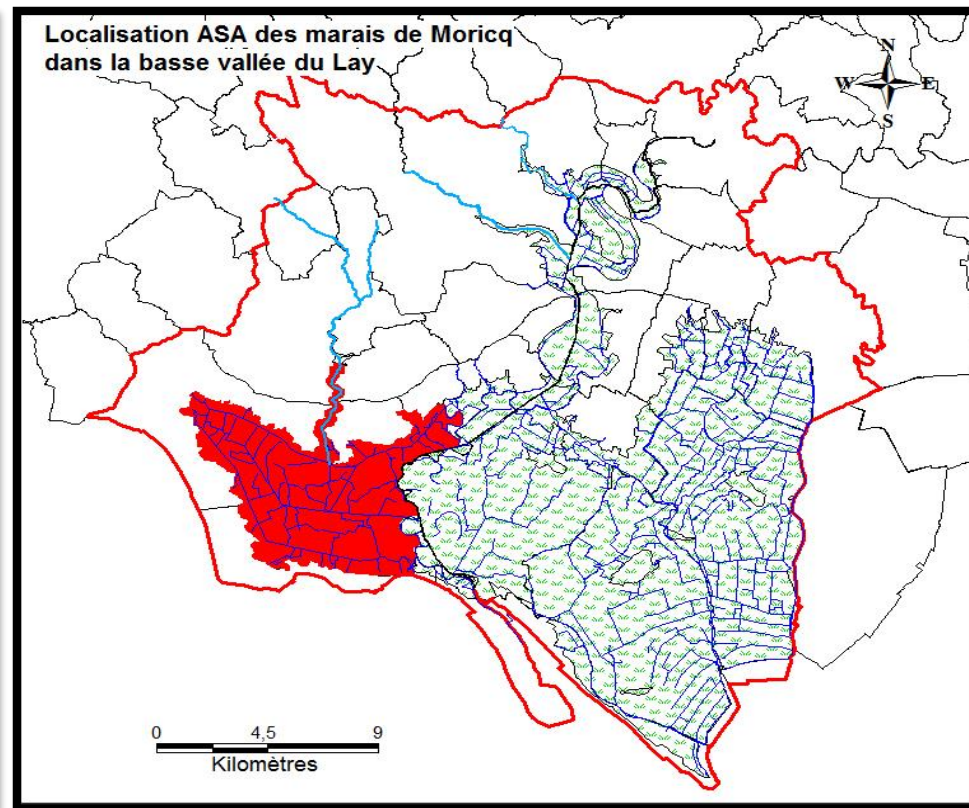 Localisation ASA des marais de Moricq
dans la basse vallée du Lay
N
W E
S
0 4,5 9
Kilomètres